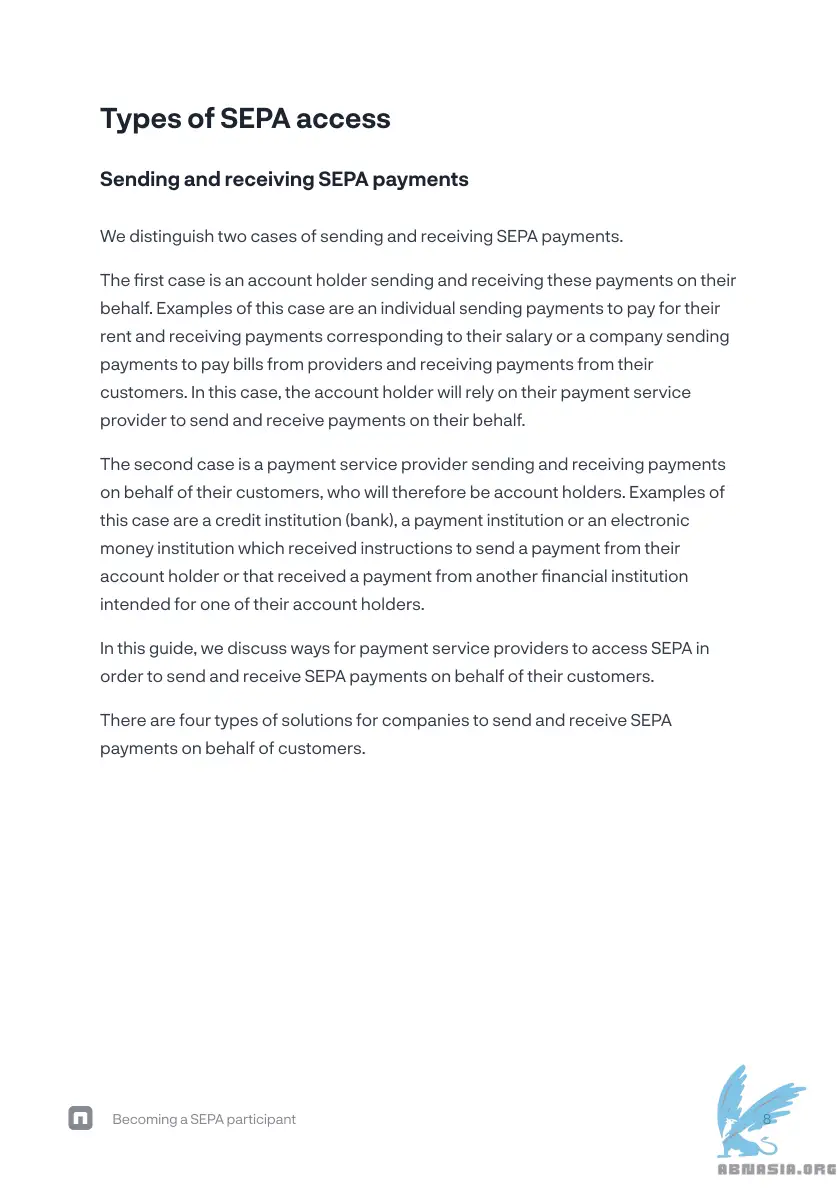 Types of SEPA access
Sending and receiving SEPA payments
We distinguish two cases of sending and receiving SEPA payments.
The first case is an account holder sending and receiving these payments on their
behalf. Examples of this case are an individual sending payments to pay for their
rent and receiving payments corresponding to their salary or a company sending
payments to pay bills from providers and receiving payments from their
customers. In this case, the account holder will rely on their payment service
provider to send and receive payments on their behalf.
The second case is a payment service provider sending and receiving payments
on behalf of their customers, who will therefore be account holders. Examples of
this case are a credit institution (bank), a payment institution or an electronic
money institution which received instructions to send a payment from their
account holder or that received a payment from another financial institution
intended for one of their account holders.
In this guide, we discuss ways for payment service providers to access SEPA in
order to send and receive SEPA payments on behalf of their customers.
There are four types of solutions for companies to send and receive SEPA
payments on behalf of customers.
Becoming a SEPA participant
8
ABNASIA.ORG